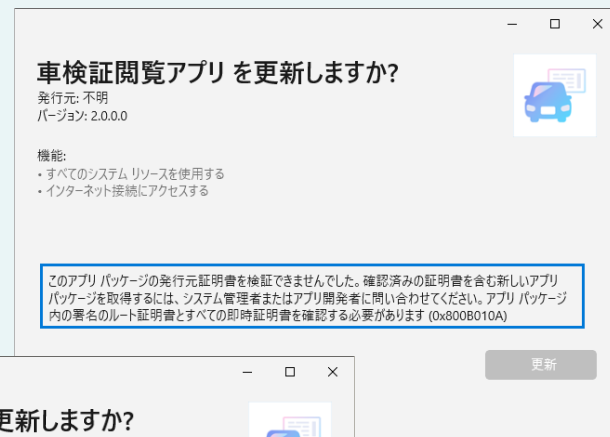 車検証閲覧アプリ を更新しますか?
発行元: 不明
バージョン: 2.0.0.0
機能:
• すべてのシステム リソースを使用する
• インターネット接続にアクセスする
このアプリ パッケージの発行元証明書を検証できませんでした。確認済みの証明書を含む新しいアプリ
パッケージを取得するには、システム管理者またはアプリ開発者に問い合わせてください。アプリ パッケージ
内の署名のルート証明書とすべての即時証明書を確認する必要があります (0x800B010A)
更新
更新しますか?